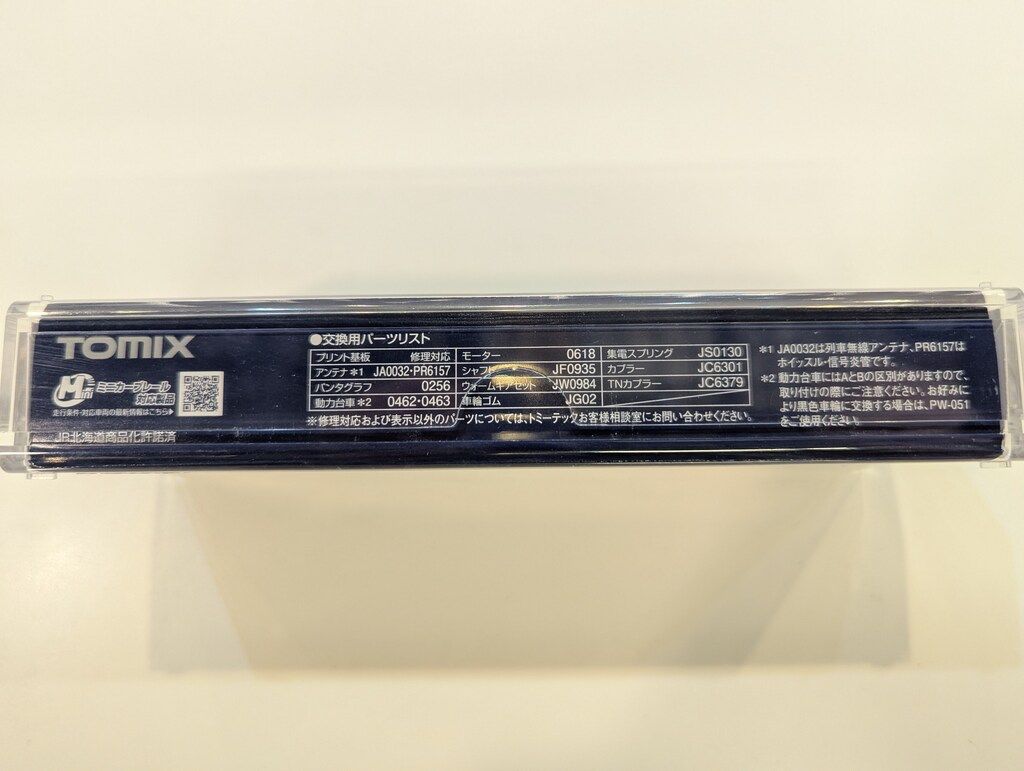 TOMIX
Mini ミニカーブレール
対応製品
走行条件・対応車両の最新情報はこちら▶
JR北海道商品化許諾済
●交換用パーツリスト
プリント基板 修理対応 モーター 0618 集電スプリング JS0130
アンテナ*1 JA0032・PR6157 シャフト JF0935 カプラー JC6301
パンタグラフ 0256 ウォームギアセット JW0984 TNカプラー JC6379
動力台車*2 0462・0463 車輪ゴム JG02
※修理対応および表示以外のパーツについては、トミーテックお客様相談室にお問い合わせください。
*1 JA0032は列車無線アンテナ、PR6157は
ホイッスル・信号炎管です。
*2 動力台車にはAとBの区別がありますので、
取り付けの際にご注意ください。お好みに
より黒色車輪に交換する場合は、PW-051
をご使用ください。